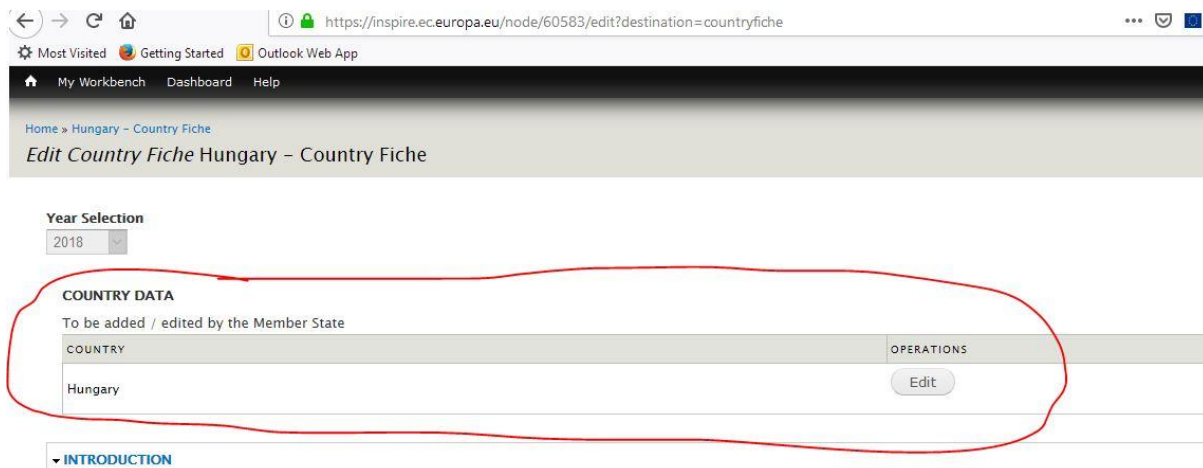 https://inspire.ec.europa.eu/node/60583/edit?destination=countryfiche
Most Visited Getting Started Outlook Web App
My Workbench Dashboard Help
Home » Hungary - Country Fiche
Edit Country Fiche Hungary - Country Fiche
Year Selection
2018
COUNTRY DATA
To be added / edited by the Member State
COUNTRY OPERATIONS
Hungary Edit
INTRODUCTION